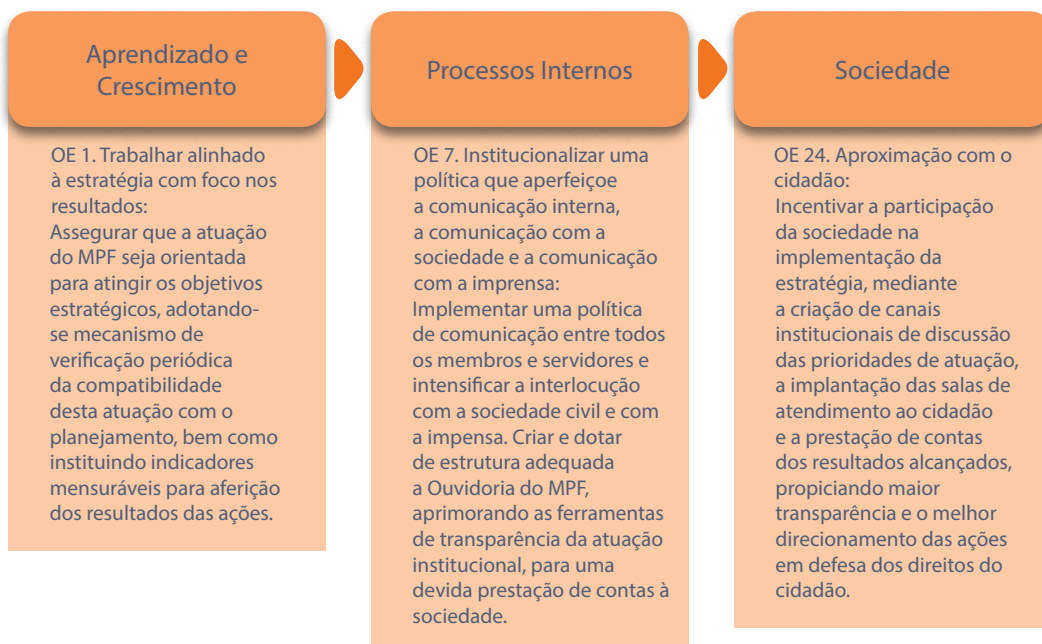 Aprendizado e
Crescimento
OE 1. Trabalhar alinhado
à estratégia com foco nos
resultados:
Assegurar que a atuação
do MPF seja orientada
para atingir os objetivos
estratégicos, adotando-
se mecanismo de
verificação periódica
da compatibilidade
desta atuação com o
planejamento, bem como
instituindo indicadores
mensuráveis para aferição
dos resultados das ações.
Processos Internos
OE 7. Institucionalizar uma
política que aperfeiçoe
a comunicação interna,
a comunicação com a
sociedade e a comunicação
com a imprensa:
Implementar uma política
de comunicação entre todos
os membros e servidores e
intensificar a interlocução
com a sociedade civil e com
a impensa. Criar e dotar
de estrutura adequada
a Ouvidoria do MPF,
aprimorando as ferramentas
de transparência da atuação
institucional, para uma
devida prestação de contas à
sociedade.
Sociedade
OE 24. Aproximação com o
cidadão:
Incentivar a participação
da sociedade na
implementação da
estratégia, mediante
a criação de canais
institucionais de discussão
das prioridades de atuação,
a implantação das salas de
atendimento ao cidadão
e a prestação de contas
dos resultados alcançados,
propiciando maior
transparência e o melhor
direcionamento das ações
em defesa dos direitos do
cidadão.